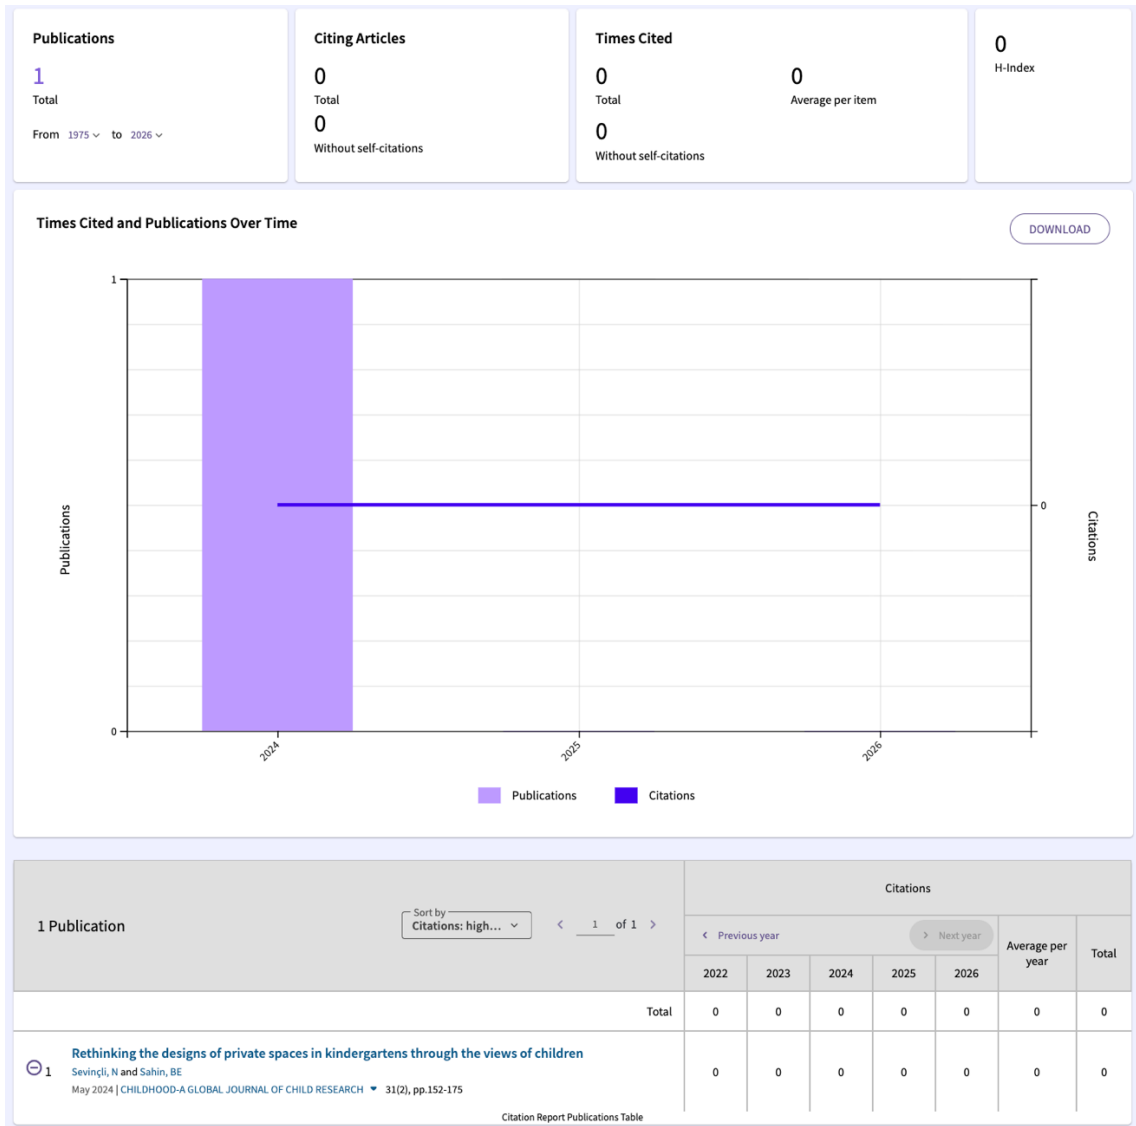 Publications
1
Total
From 1975 to 2026
Citing Articles
0
Total
0
Without self-citations
Times Cited
0
Total
0
Average per item
0
Without self-citations
0
H-Index
Times Cited and Publications Over Time
DOWNLOAD
1
0
Publications
0
Citations
2024
2025
2026
Publications
Citations
1 Publication
Sort by
Citations: high...
1 of 1
Citations
Previous year
Next year
Average per year
Total
2022 2023 2024 2025 2026
Total 0 0 0 0 0 0 0
1
Rethinking the designs of private spaces in kindergartens through the views of children
Sevinçli, N and Sahin, BE
May 2024 | CHILDHOOD-A GLOBAL JOURNAL OF CHILD RESEARCH 31(2), pp.152-175
0 0 0 0 0 0 0
Citation Report Publications Table